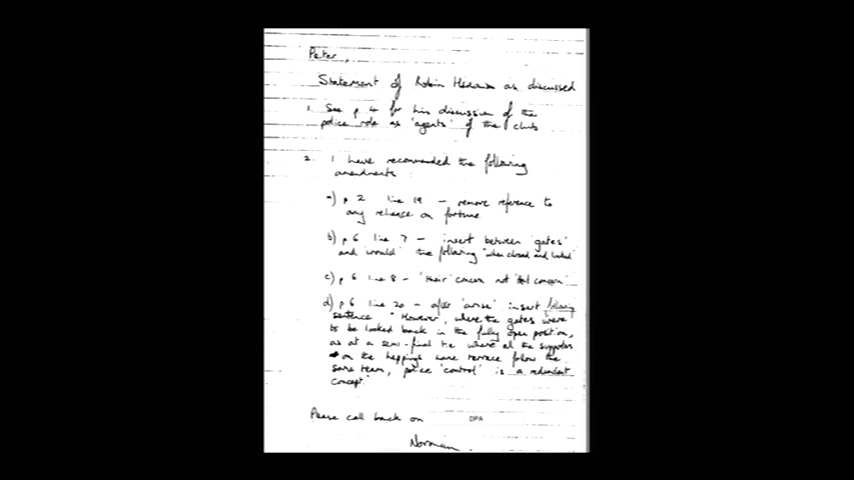 Peter,
Statement of Robin Herold as discussed
1. See p 4 for his discussion of the
police role as 'agents' of the club
2. I have recommended the following
amendments
a) p 2 line 19 - remove reference to
any reliance on fortune
b) p 6 line 7 - insert between 'gates'
and 'would' the following "when closed and locked"
c) p 6 line 8 - 'their' concern not 'that concern'
d) p 6 line 20 - after 'arise' insert following
sentence "However, where the gates were
to be locked back in the fully open position,
as at a semi-final tie where all the supporters
on the Leppings Lane terrace follow the
same team, police 'control' is a redundant
concept"
Please call back on DPA
Norman.